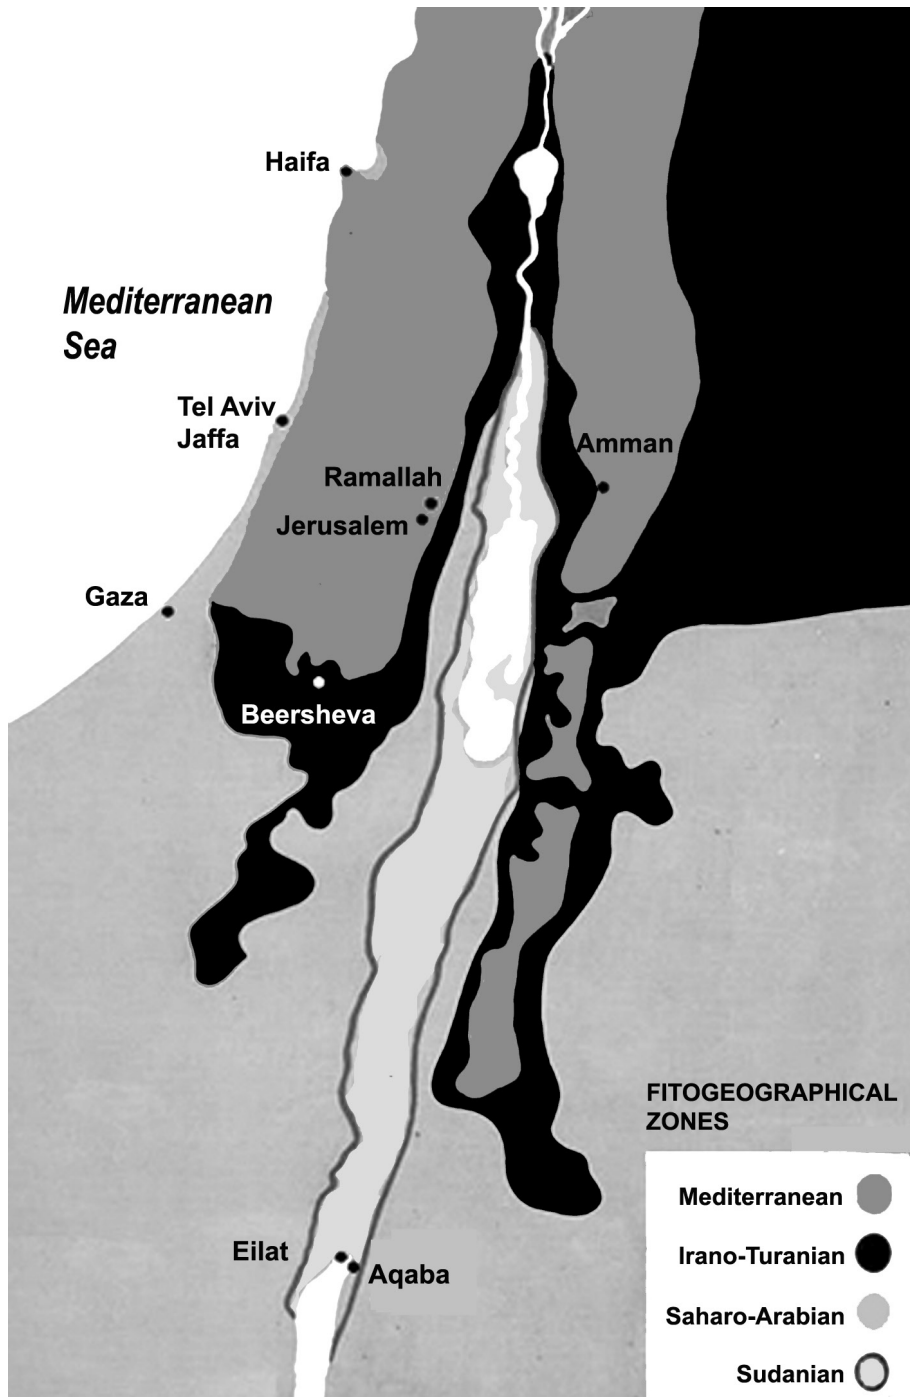 Haifa
Mediterranean
Sea
Tel Aviv
Jaffa
Amman
Ramallah
Jerusalem
Gaza
Beersheva
FITOGEOGRAPHICAL
ZONES
Mediterranean
Irano-Turanian
Eilat
Aqaba
Saharo-Arabian
Sudanian